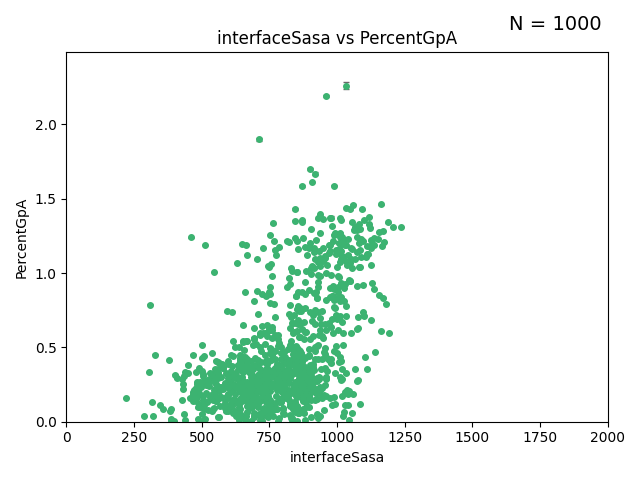 N = 1000
interfaceSasa vs PercentGpA
PercentGpA
2.0
1.5
1.0
0.5
0.0
0 250 500 750 1000 1250 1500 1750 2000
interfaceSasa